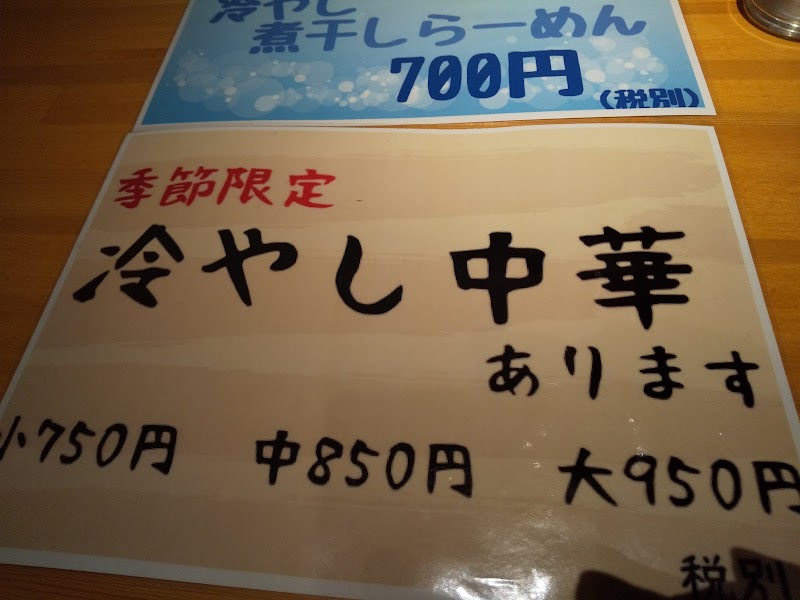 冷やし
煮干しらーめん
700円
(税別)
季節限定
冷やし中華
あります
小750円 中850円 大950円
税別